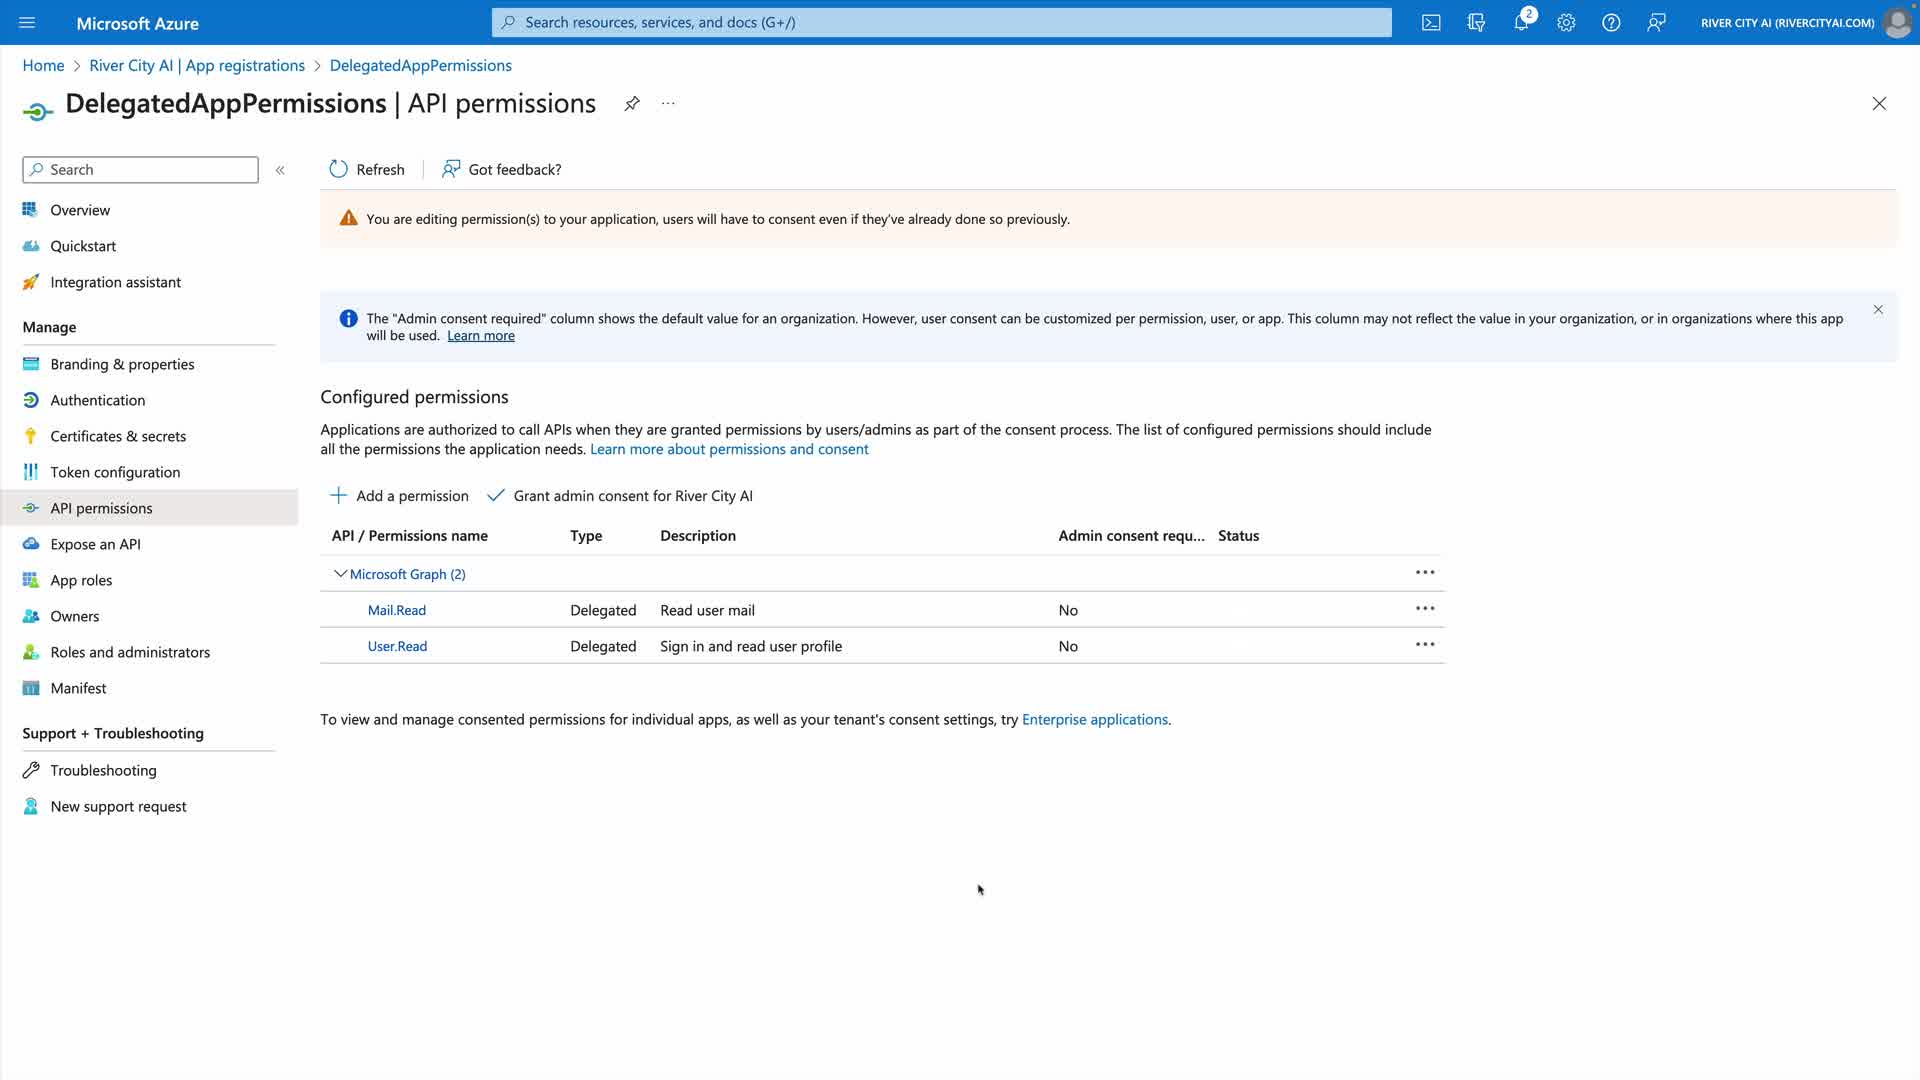 Microsoft Azure
Search resources, services, and docs (G+/)
2
RIVER CITY AI (RIVERCITYAI.COM)
Home > River City AI | App registrations > DelegatedAppPermissions
DelegatedAppPermissions | API permissions
...
Search
«
Overview
Quickstart
Integration assistant
Manage
Branding & properties
Authentication
Certificates & secrets
Token configuration
API permissions
Expose an API
App roles
Owners
Roles and administrators
Manifest
Support + Troubleshooting
Troubleshooting
New support request
Refresh
Got feedback?
You are editing permission(s) to your application, users will have to consent even if they've already done so previously.
The "Admin consent required" column shows the default value for an organization. However, user consent can be customized per permission, user, or app. This column may not reflect the value in your organization, or in organizations where this app
will be used. Learn more
Configured permissions
Applications are authorized to call APIs when they are granted permissions by users/admins as part of the consent process. The list of configured permissions should include
all the permissions the application needs. Learn more about permissions and consent
Add a permission
Grant admin consent for River City AI
API / Permissions name Type Description Admin consent requ... Status
Microsoft Graph (2) ...
Mail.Read Delegated Read user mail No ...
User.Read Delegated Sign in and read user profile No ...
To view and manage consented permissions for individual apps, as well as your tenant's consent settings, try Enterprise applications.